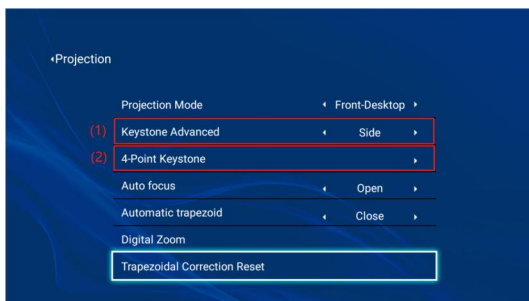 Projection
Projection Mode Front-Desktop
(1) Keystone Advanced Side
(2) 4-Point Keystone
Auto focus Open
Automatic trapezoid Close
Digital Zoom
Trapezoidal Correction Reset